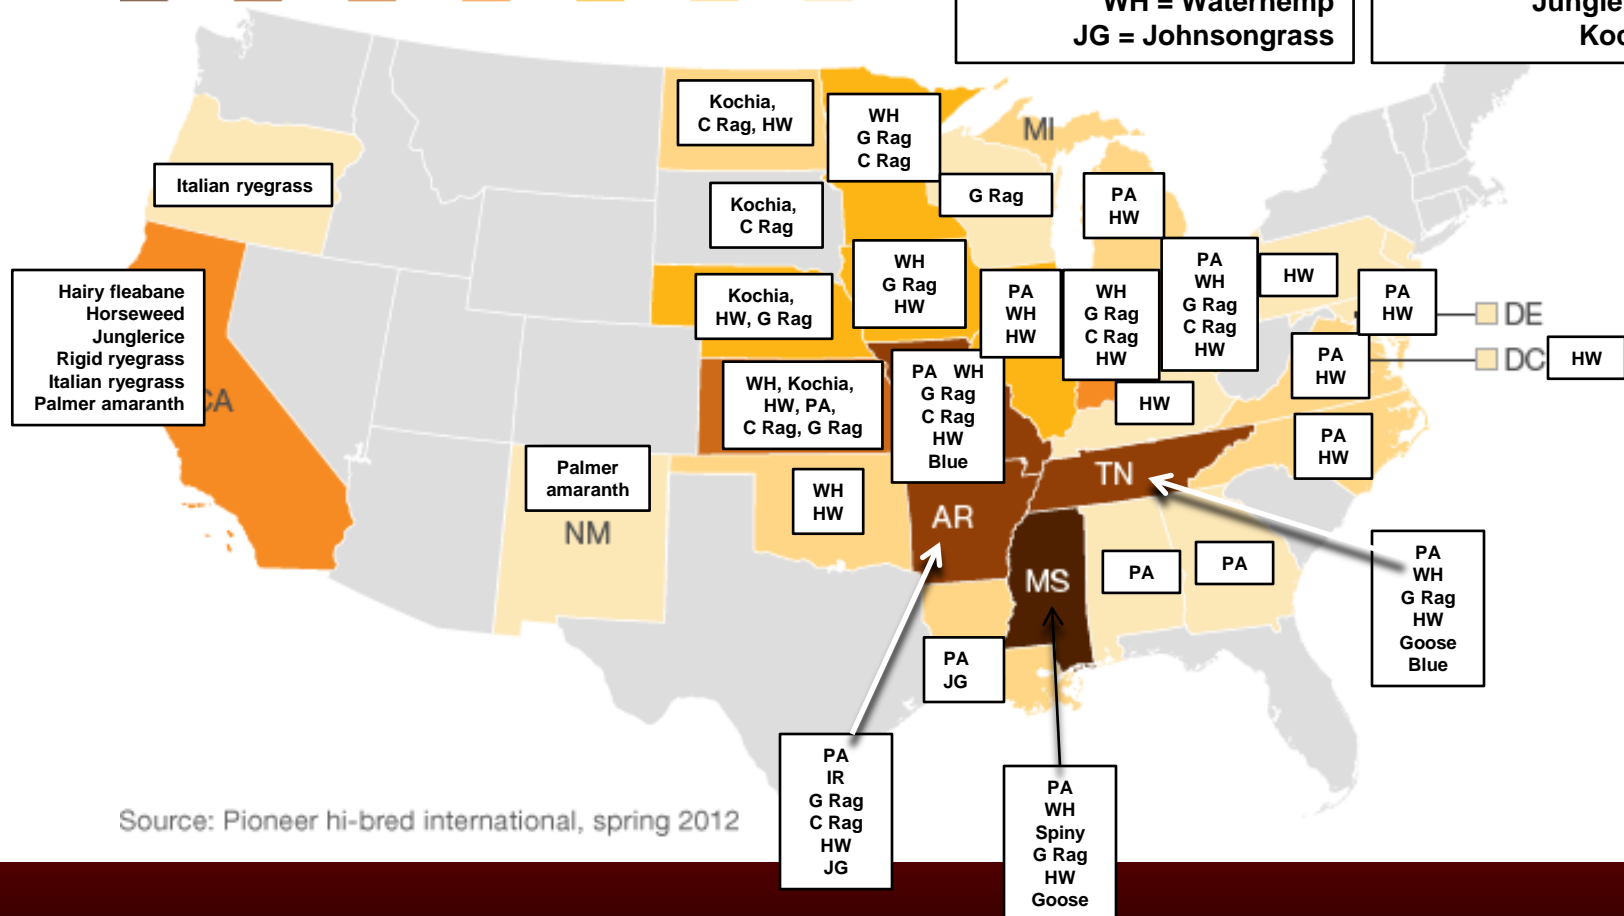 WH = Waterhemp
JG = Johnsongrass
Kochia,
C Rag, HW
WH
G Rag
C Rag
MI
Italian ryegrass
Kochia,
C Rag
G Rag
PA
HW
Hairy fleabane
Horseweed
Junglerice
Rigid ryegrass
Italian ryegrass
Palmer amaranth
CA
Kochia,
HW, G Rag
WH
G Rag
HW
PA
WH
HW
WH
G Rag
C Rag
HW
PA
WH
G Rag
C Rag
HW
HW
PA
HW
DE
PA
HW
DC
HW
WH, Kochia,
HW, PA,
C Rag, G Rag
PA WH
G Rag
C Rag
HW
Blue
HW
PA
HW
Palmer
amaranth
NM
WH
HW
AR
TN
MS
PA
PA
PA
WH
G Rag
HW
Goose
Blue
PA
JG
PA
IR
G Rag
C Rag
HW
JG
PA
WH
Spiny
G Rag
HW
Goose
Source: Pioneer hi-bred international, spring 2012